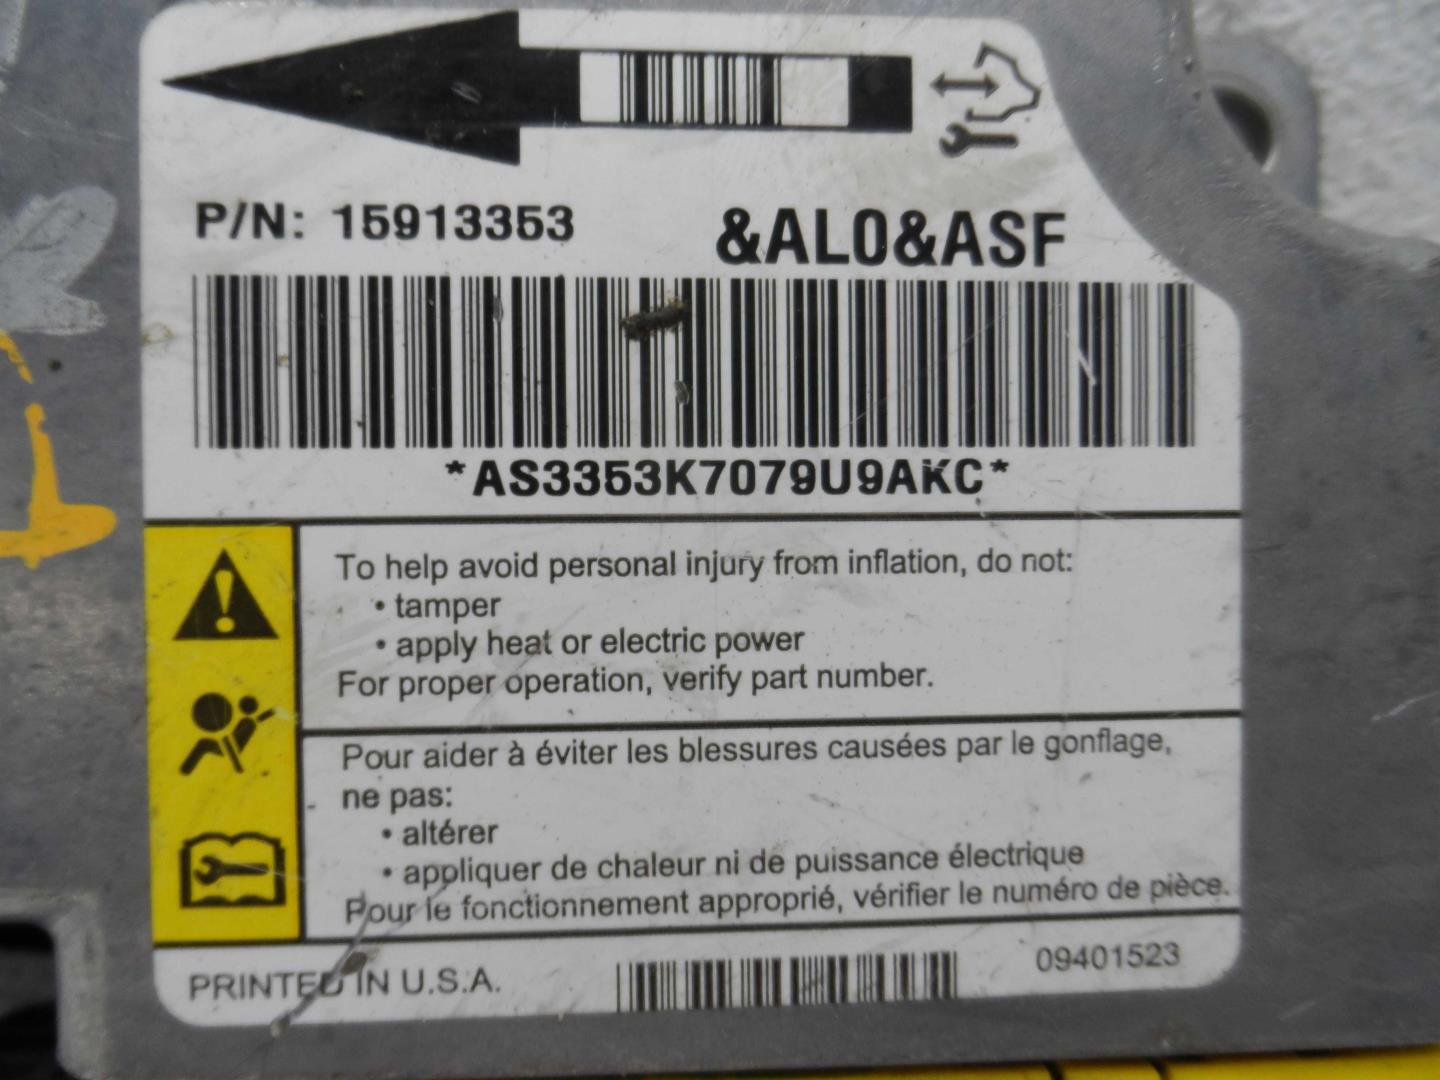 P/N: 15913353
&AL0&ASF
*AS3353K7079U9AKC*
To help avoid personal injury from inflation, do not:
• tamper
• apply heat or electric power
For proper operation, verify part number.
Pour aider à éviter les blessures causées par le gonflage,
ne pas:
• altérer
• appliquer de chaleur ni de puissance électrique
Pour le fonctionnement approprié, vérifier le numéro de pièce.
PRINTED IN U.S.A.
09401523